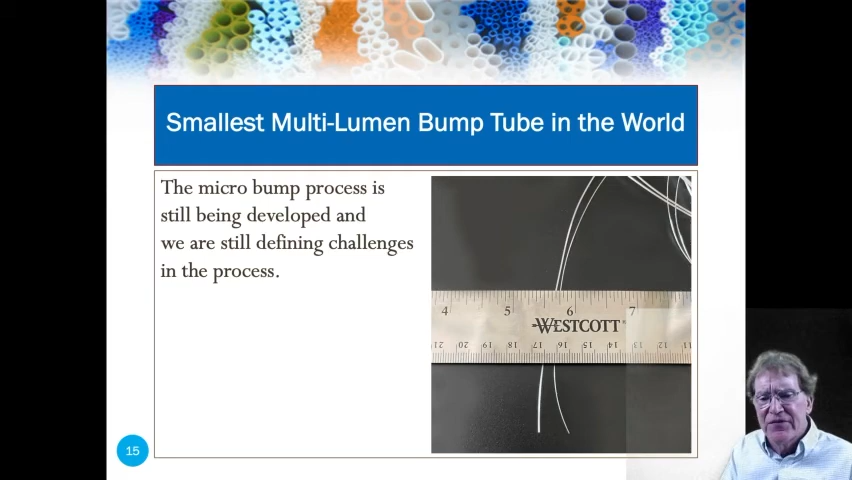 Smallest Multi-Lumen Bump Tube in the World
The micro bump process is
still being developed and
we are still defining challenges
in the process.
4 5 6 7
WESTCOTT
21 20 19 18 17 16 15 14 13 12 11
15